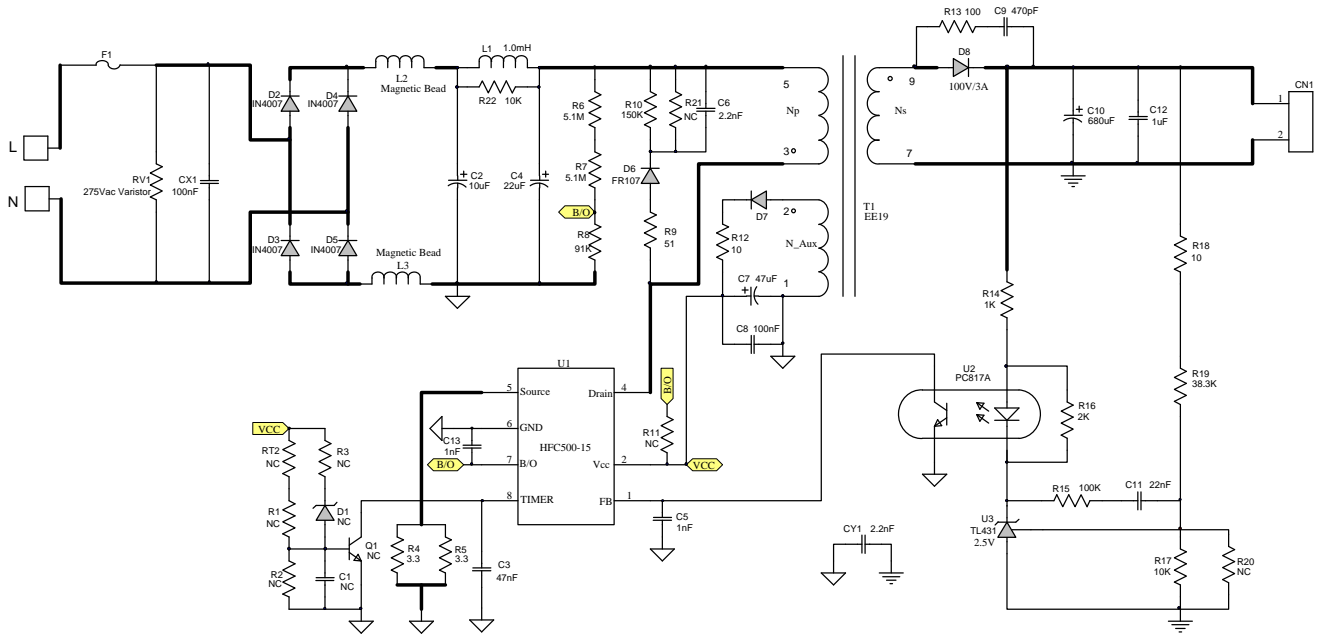 R13 100
C9 470pF
F1
L1 1.0mH
D8
100V/3A
L2
Magnetic Bead
R22 10K
D2
IN4007
D4
IN4007
R6
5.1M
R10
150K
R21
NC
C6
2.2nF
5
Np
3
9
Ns
7
C10
680uF
C12
1uF
CN1
1
2
L
N
RV1
275Vac Varistor
CX1
100nF
C2
10uF
C4
22uF
R7
5.1M
D6
FR107
B/O
R8
91K
R9
51
D7
2
N_Aux
1
T1
EE19
D3
IN4007
D5
IN4007
Magnetic Bead
L3
R12
10
C7 47uF
C8 100nF
R18
10
R14
1K
U1
5
Source
Drain
4
6
GND
HFC500-15
7
B/O
Vcc
2
8
TIMER
FB
1
B/O
R11
NC
VCC
U2
PC817A
R16
2K
R19
38.3K
VCC
RT2
NC
R3
NC
C13
1nF
B/O
R1
NC
D1
NC
Q1
NC
R2
NC
C1
NC
R4
3.3
R5
3.3
C3
47nF
C5
1nF
CY1 2.2nF
R15 100K
C11 22nF
U3
TL431
2.5V
R17
10K
R20
NC